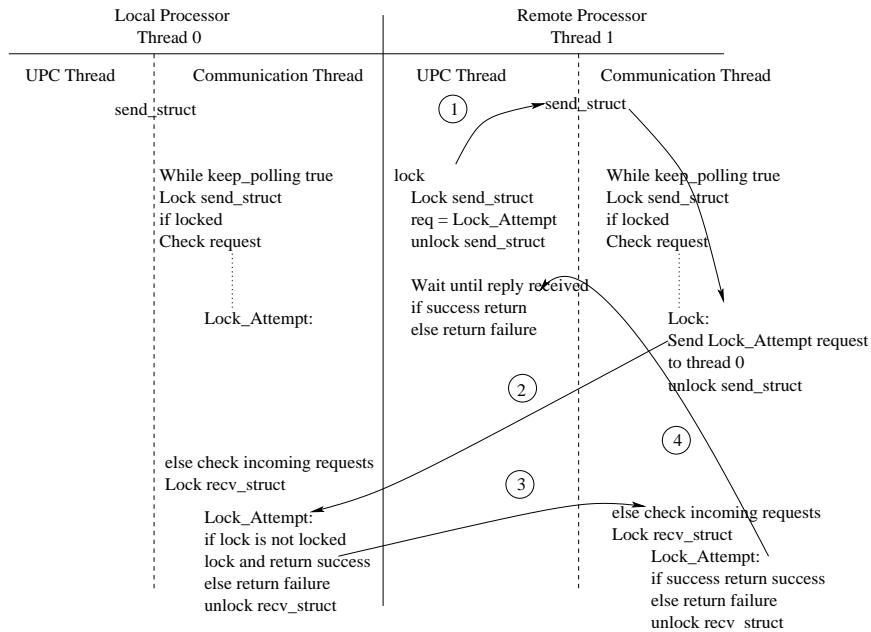 Local Processor
Thread 0
Remote Processor
Thread 1
UPC Thread
Communication Thread
UPC Thread
Communication Thread
send_struct
1
send_struct
While keep_polling true
Lock send_struct
if locked
Check request
Lock_Attempt:
lock
Lock send_struct
req = Lock_Attempt
unlock send_struct
Wait until reply received
if success return
else return failure
While keep_polling true
Lock send_struct
if locked
Check request
Lock:
Send Lock_Attempt request
to thread 0
unlock send_struct
2
4
3
else check incoming requests
Lock recv_struct
Lock_Attempt:
if lock is not locked
lock and return success
else return failure
unlock recv_struct
else check incoming requests
Lock recv_struct
Lock_Attempt:
if success return success
else return failure
unlock recv_struct